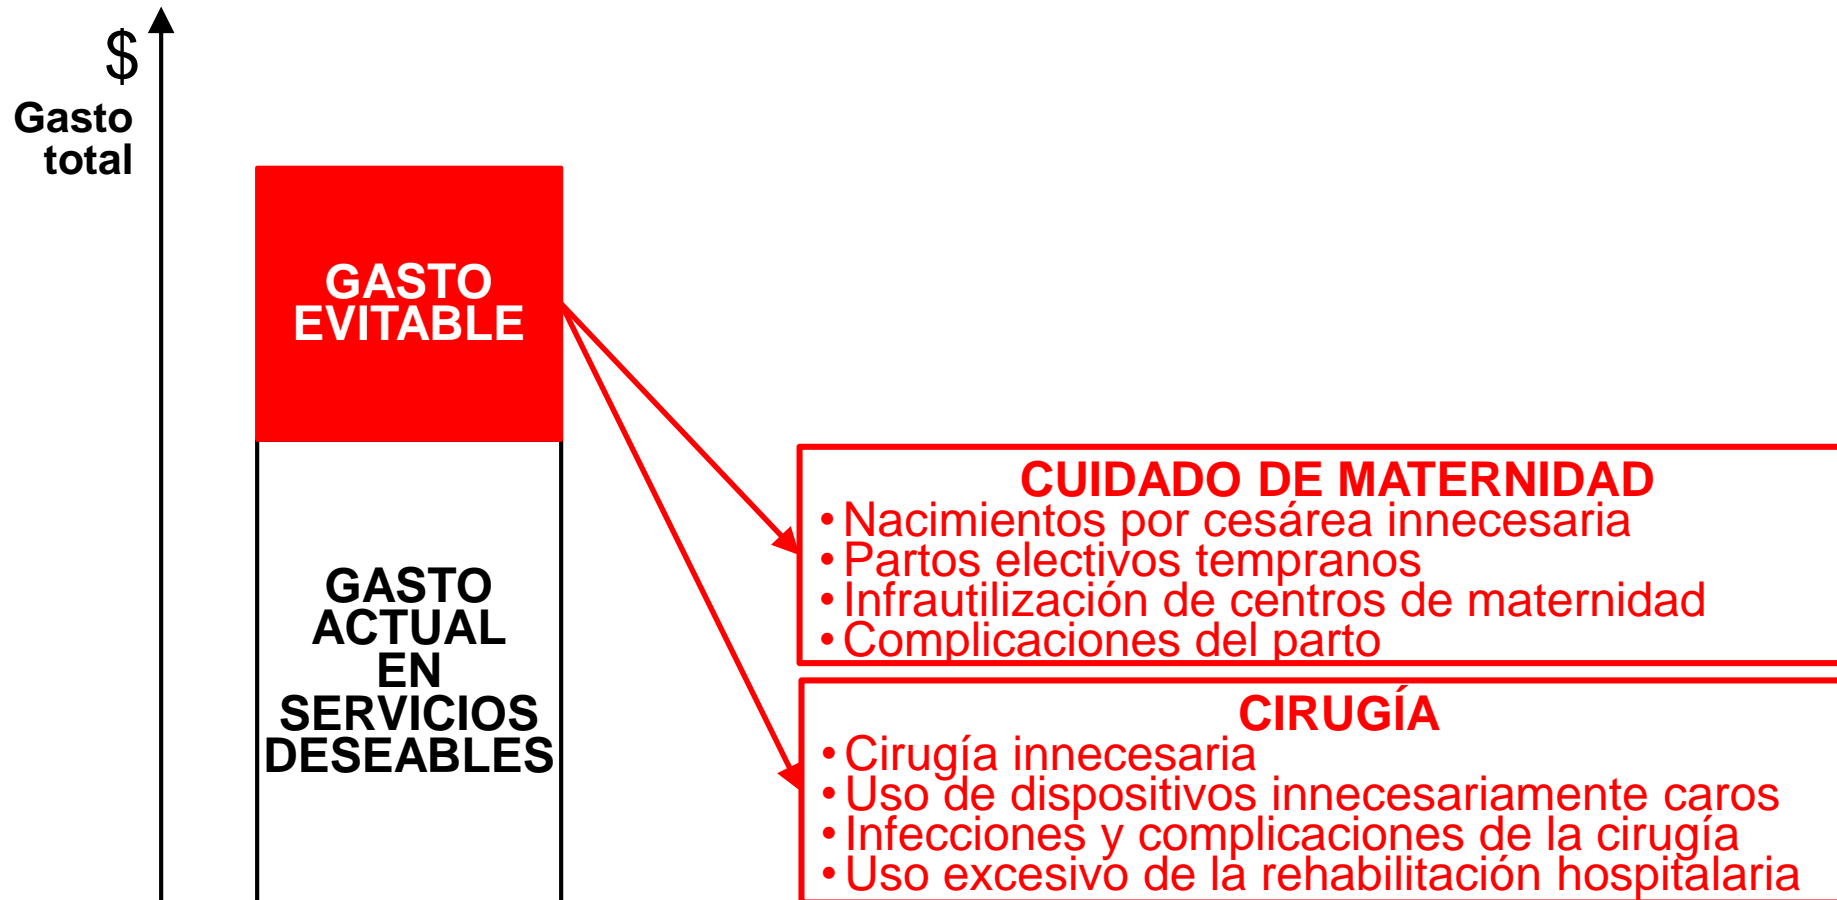 $
Gasto
total
GASTO
EVITABLE
GASTO
ACTUAL
EN
SERVICIOS
DESEABLES
CUIDADO DE MATERNIDAD
•Nacimientos por cesárea innecesaria
•Partos electivos tempranos
•Infrautilización de centros de maternidad
•Complicaciones del parto
CIRUGÍA
•Cirugía innecesaria
•Uso de dispositivos innecesariamente caros
•Infecciones y complicaciones de la cirugía
•Uso excesivo de la rehabilitación hospitalaria